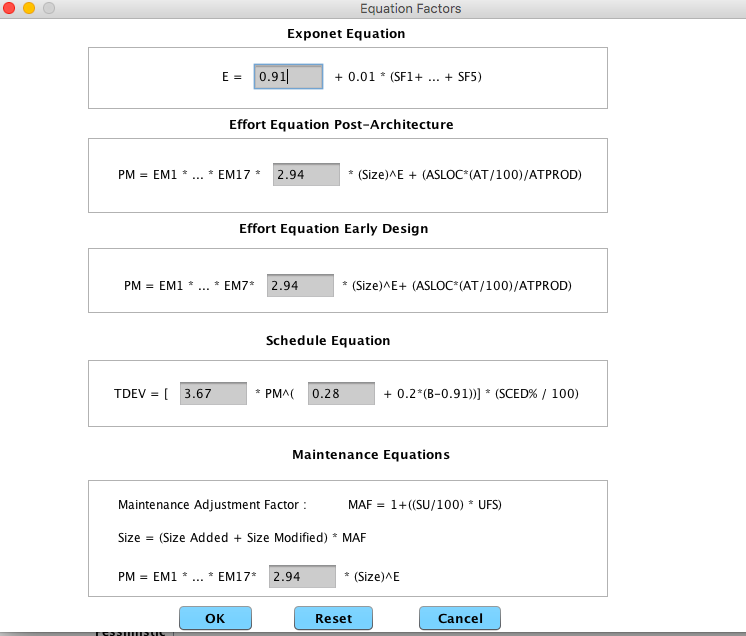 Equation Factors
Exponet Equation
E = 0.91 + 0.01 * (SF1+ ... + SF5)
Effort Equation Post-Architecture
PM = EM1 * ... * EM17 * 2.94 * (Size)^E + (ASLOC*(AT/100)/ATPROD)
Effort Equation Early Design
PM = EM1 * ... * EM7* 2.94 * (Size)^E+ (ASLOC*(AT/100)/ATPROD)
Schedule Equation
TDEV = [ 3.67 * PM^( 0.28 + 0.2*(B-0.91))] * (SCED% / 100)
Maintenance Equations
Maintenance Adjustment Factor : MAF = 1+((SU/100) * UFS)
Size = (Size Added + Size Modified) * MAF
PM = EM1 * ... * EM17* 2.94 * (Size)^E
OK Reset Cancel